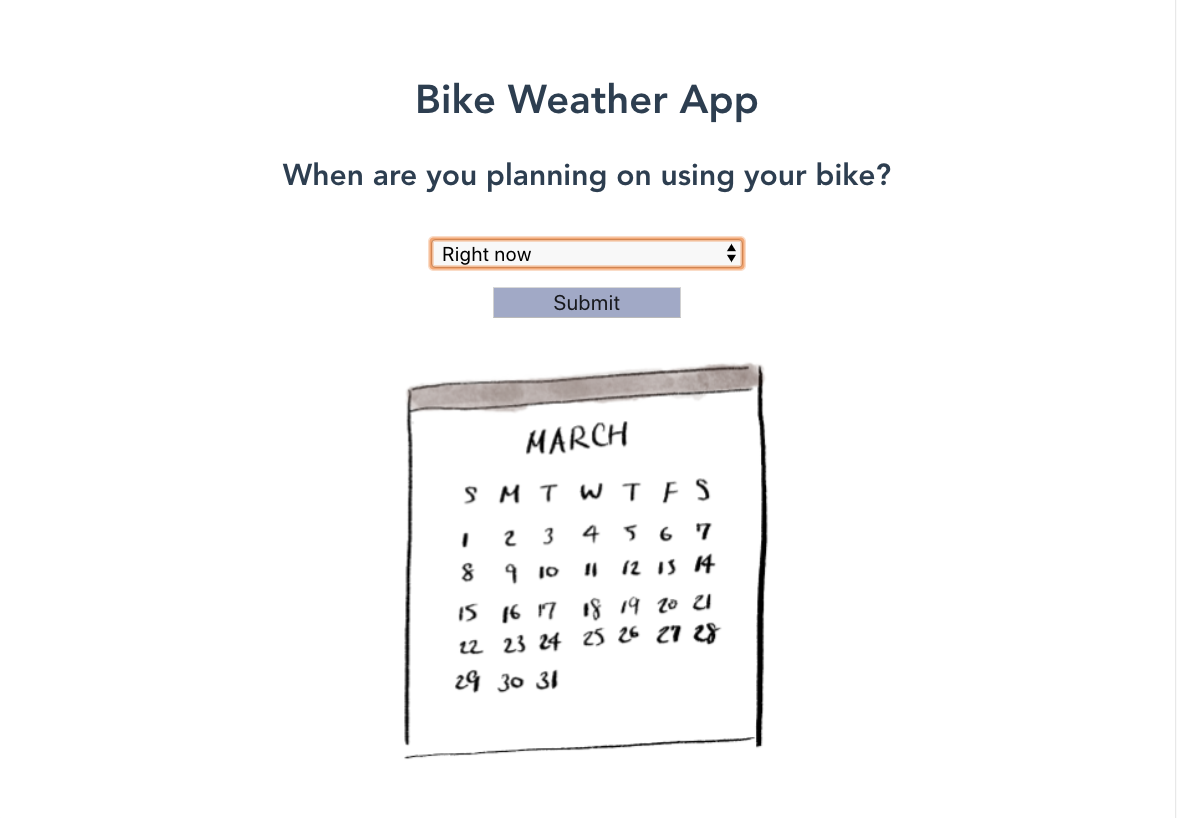 Bike Weather App
When are you planning on using your bike?
Right now
Submit
MARCH
S M T W T F S
1 2 3 4 5 6 7
8 9 10 11 12 13 14
15 16 17 18 19 20 21
22 23 24 25 26 27 28
29 30 31